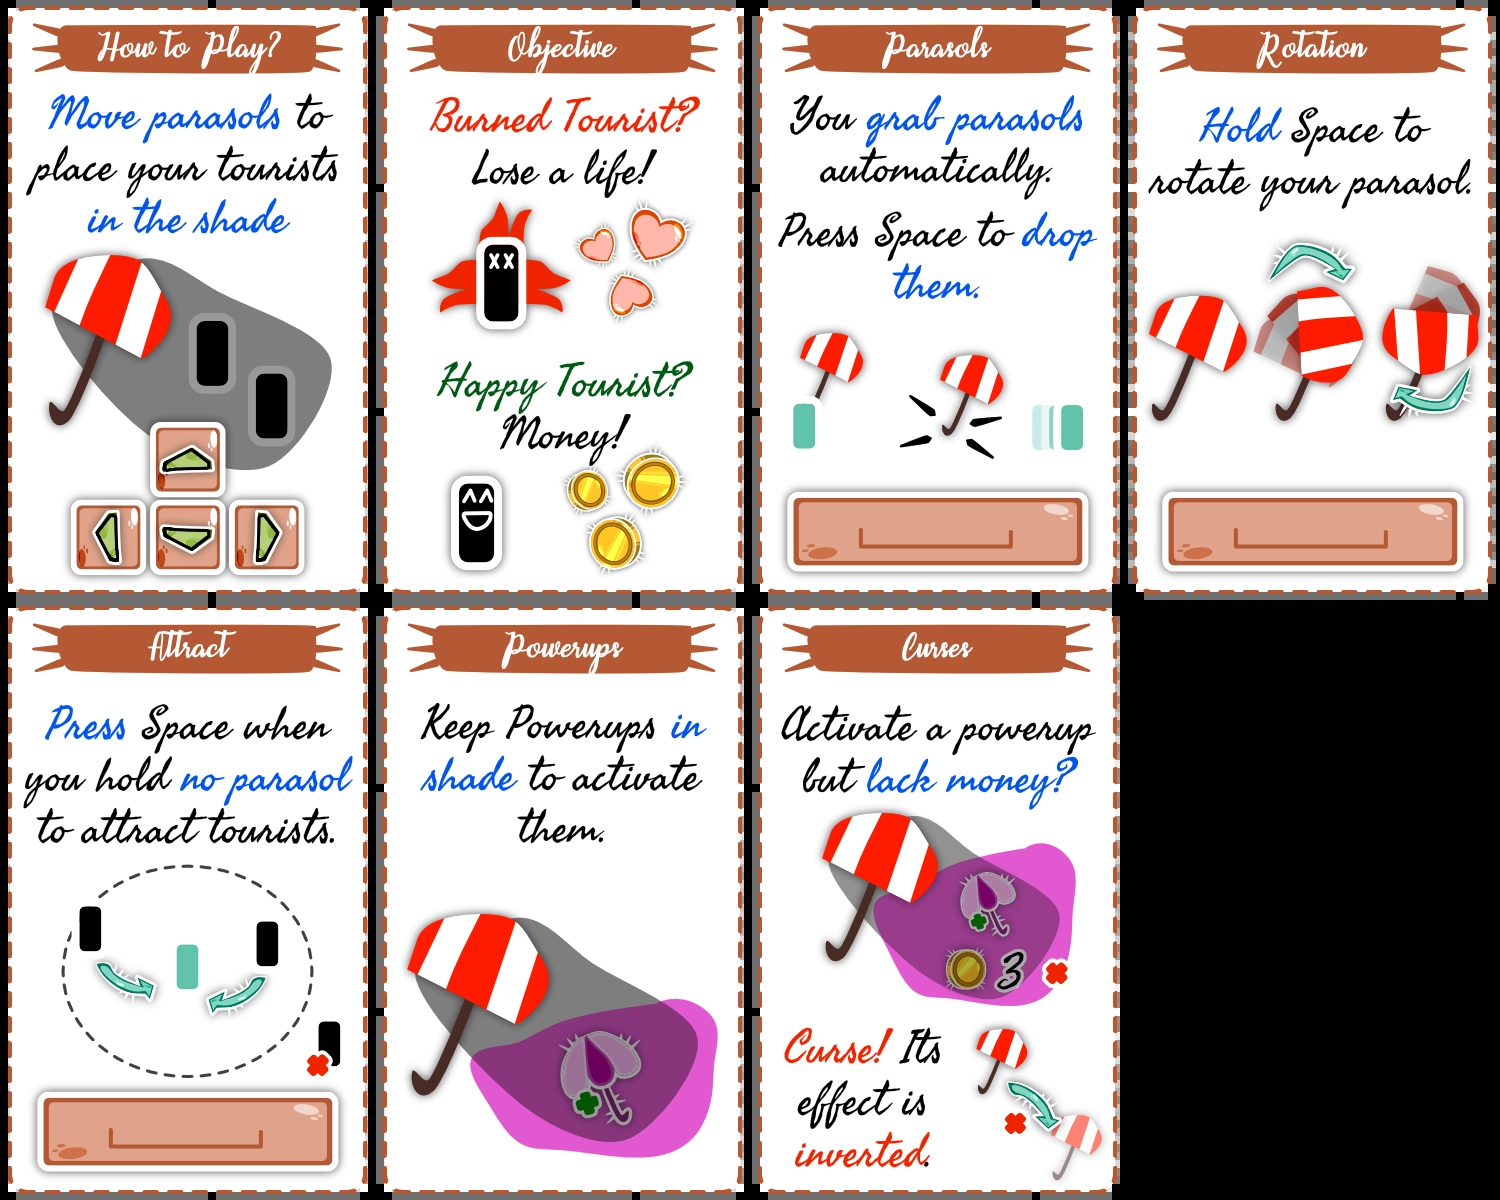 How to Play?
Move parasols to
place your tourists
in the shade
Objective
Burned Tourist?
Lose a life!
Happy Tourist?
Money!
Parasols
You grab parasols
automatically.
Press Space to drop
them.
Rotation
Hold Space to
rotate your parasol.
Attract
Press Space when
you hold no parasol
to attract tourists.
Powerups
Keep Powerups in
shade to activate
them.
Curses
Activate a powerup
but lack money?
3
Curse! Its
effect is
inverted.